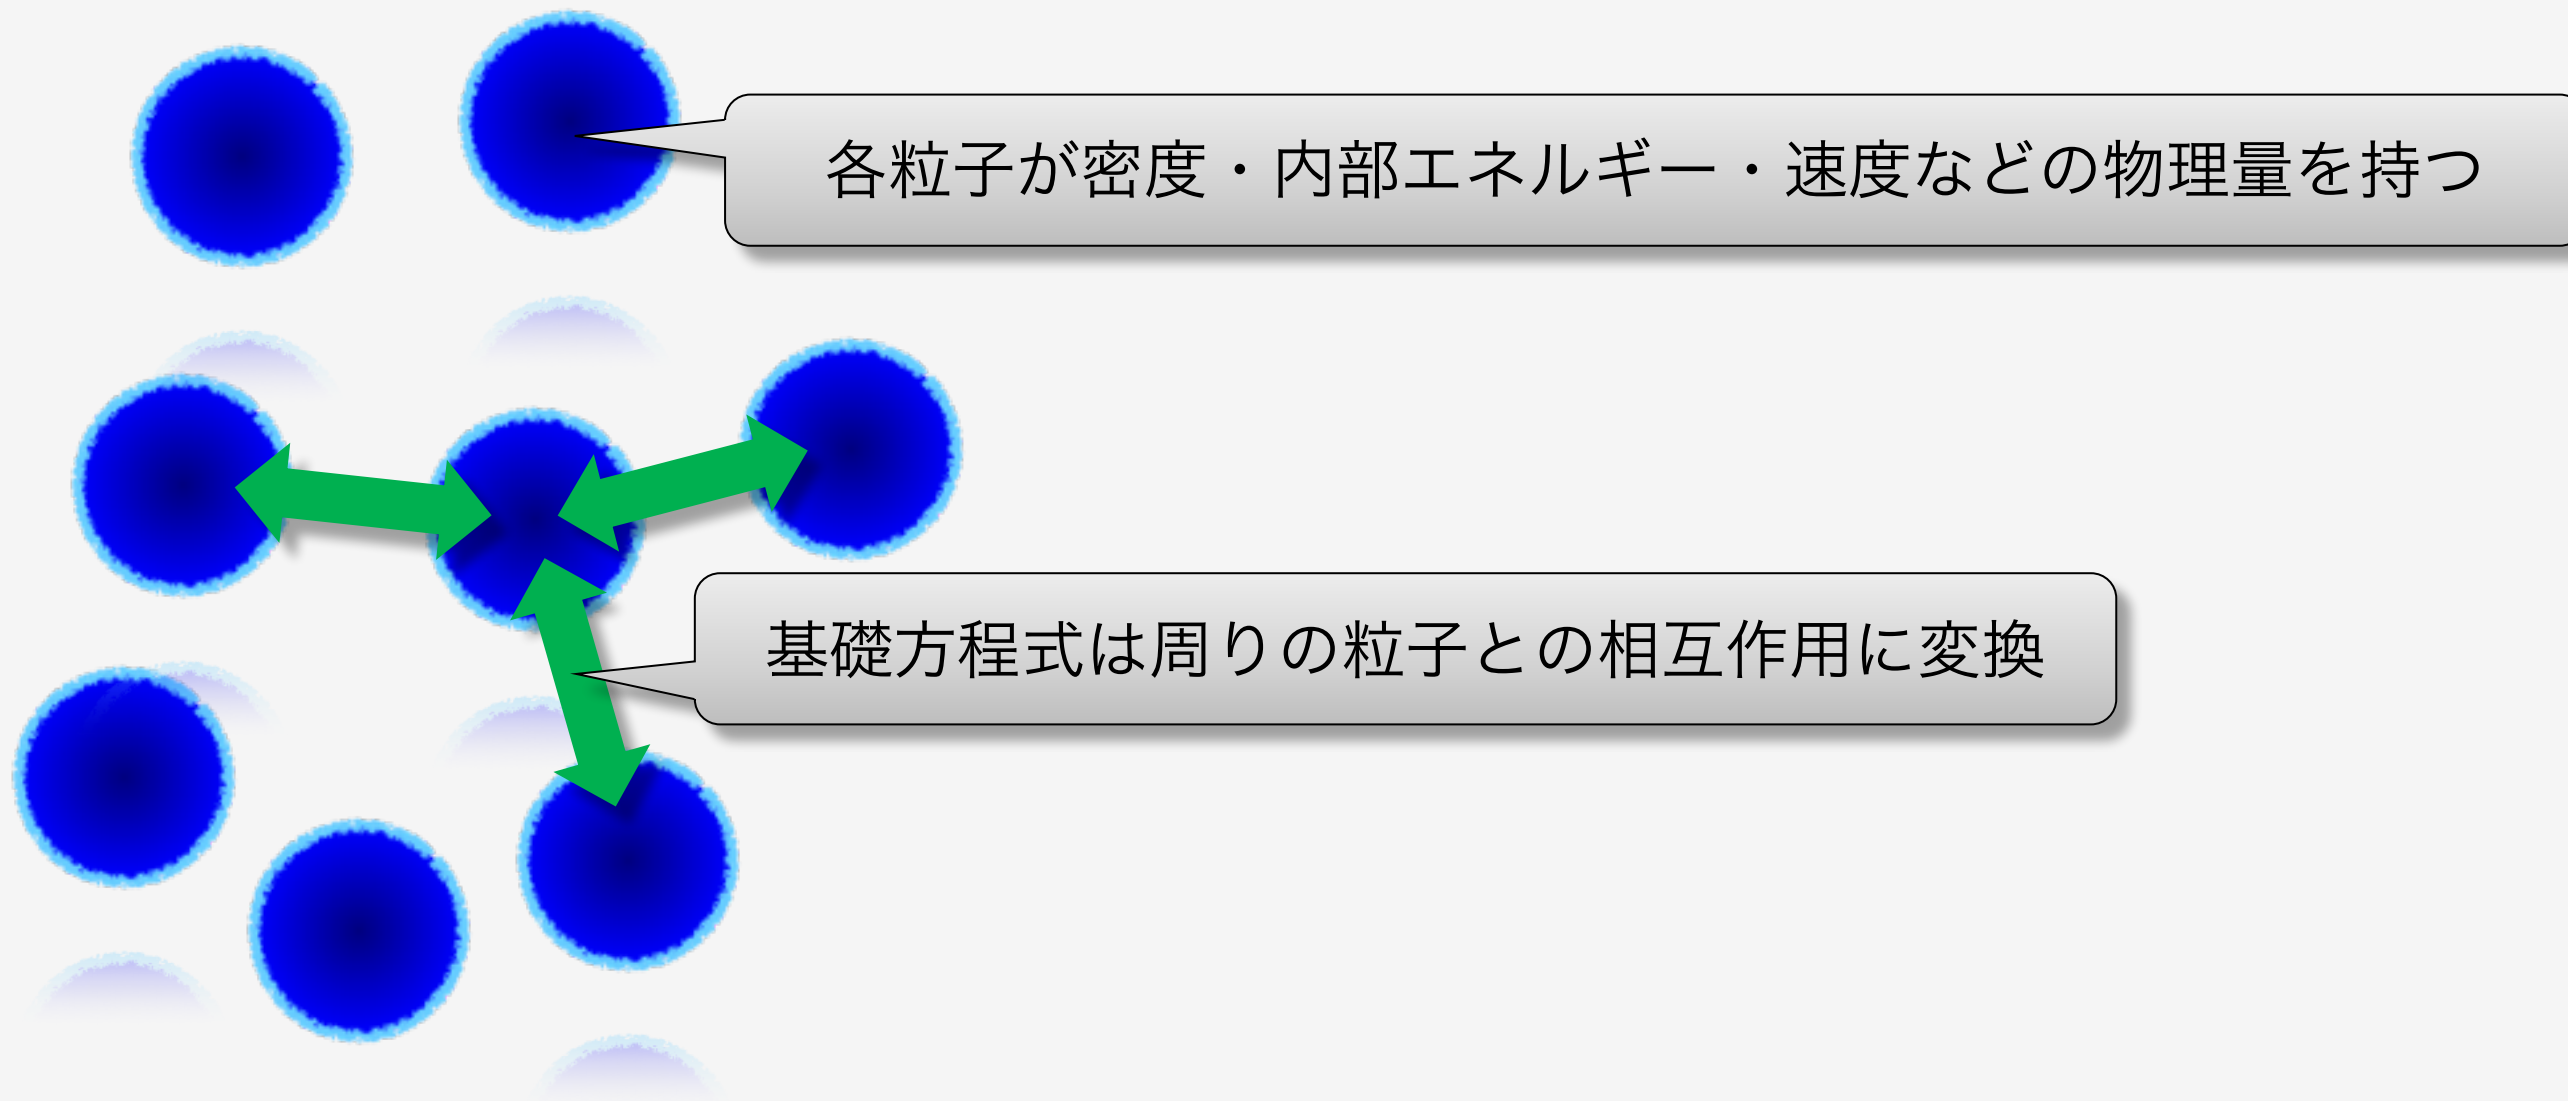 各粒子が密度・内部エネルギー・速度などの物理量を持つ
基礎方程式は周りの粒子との相互作用に変換